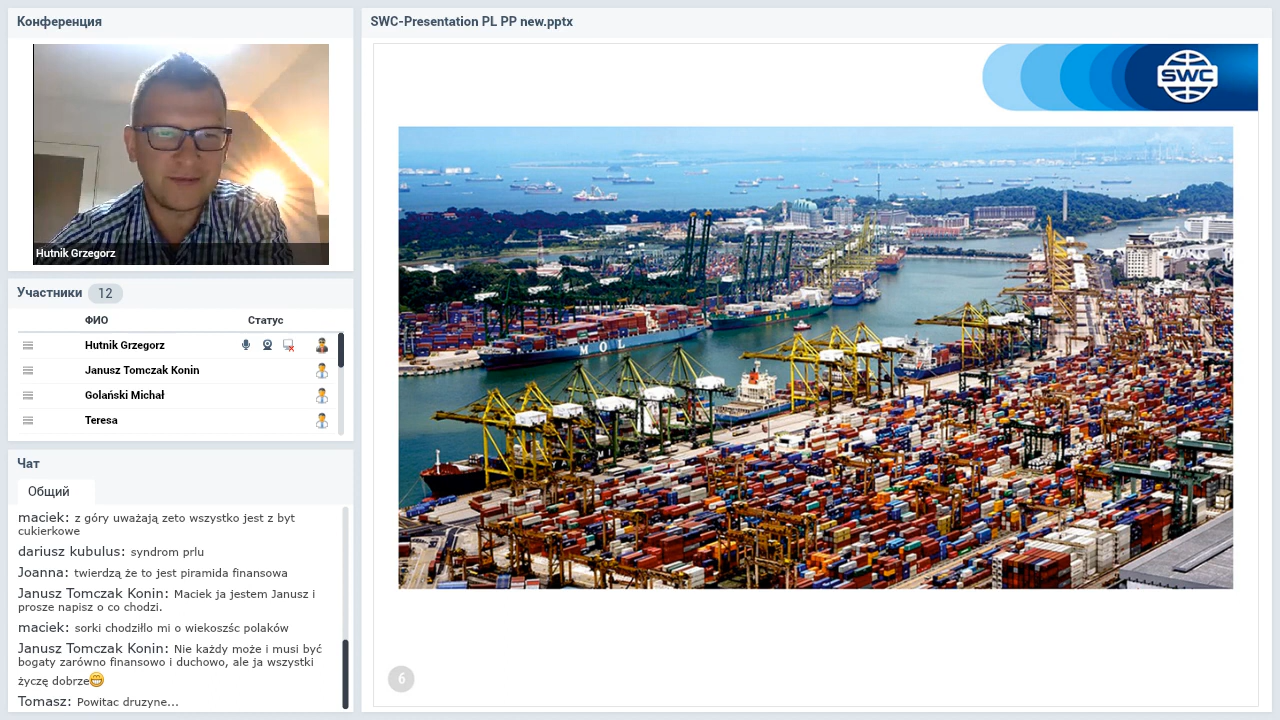 Конференция
Hutnik Grzegorz
Участники 12
ФИО Статус
Hutnik Grzegorz
Janusz Tomczak Konin
Golański Michał
Teresa
Чат
Общий
maciek: z góry uważają zeto wszystko jest z byt
cukierkowe
dariusz kubulus: syndrom prlu
Joanna: twierdzą że to jest piramida finansowa
Janusz Tomczak Konin: Maciek ja jestem Janusz i
prosze napisz o co chodzi.
maciek: sorki chodziłlo mi o wiekoszśc polaków
Janusz Tomczak Konin: Nie każdy może i musi być
bogaty zarówno finansowo i duchowo, ale ja wszystki
życzę dobrze
Tomasz: Powitac druzyne...
SWC-Presentation PL PP new.pptx
SWC
MOL
BTL
6